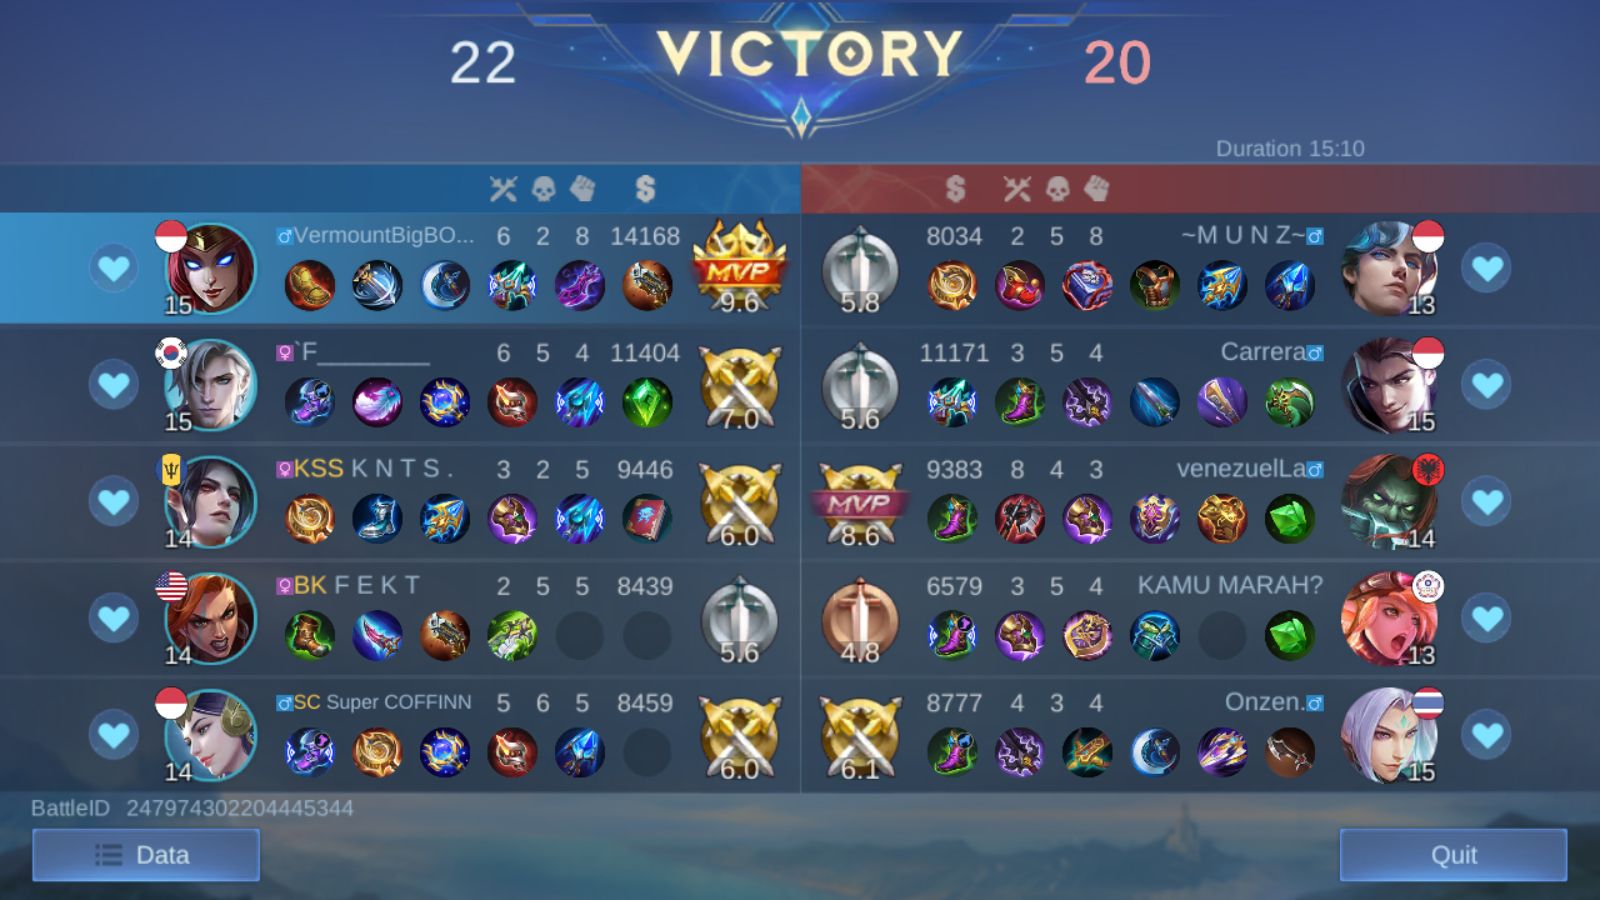 22 VICTORY 20
Duration 15:10
VermountBigBO... 6 2 8 14168 MVP 9.6 15
5.8 8034 2 5 8 ~M U N Z~ 13
`F________ 6 5 4 11404 7.0 15
5.6 11171 3 5 4 Carrera 15
KSS K N T S . 3 2 5 9446 6.0 14
MVP 8.6 9383 8 4 3 venezuelLa 14
BK F E K T 2 5 5 8439 5.6 14
4.8 6579 3 5 4 KAMU MARAH? 13
SC Super COFFINN 5 6 5 8459 6.0 14
6.1 8777 4 3 4 Onzen. 15
BattleID 247974302204445344
Data
Quit